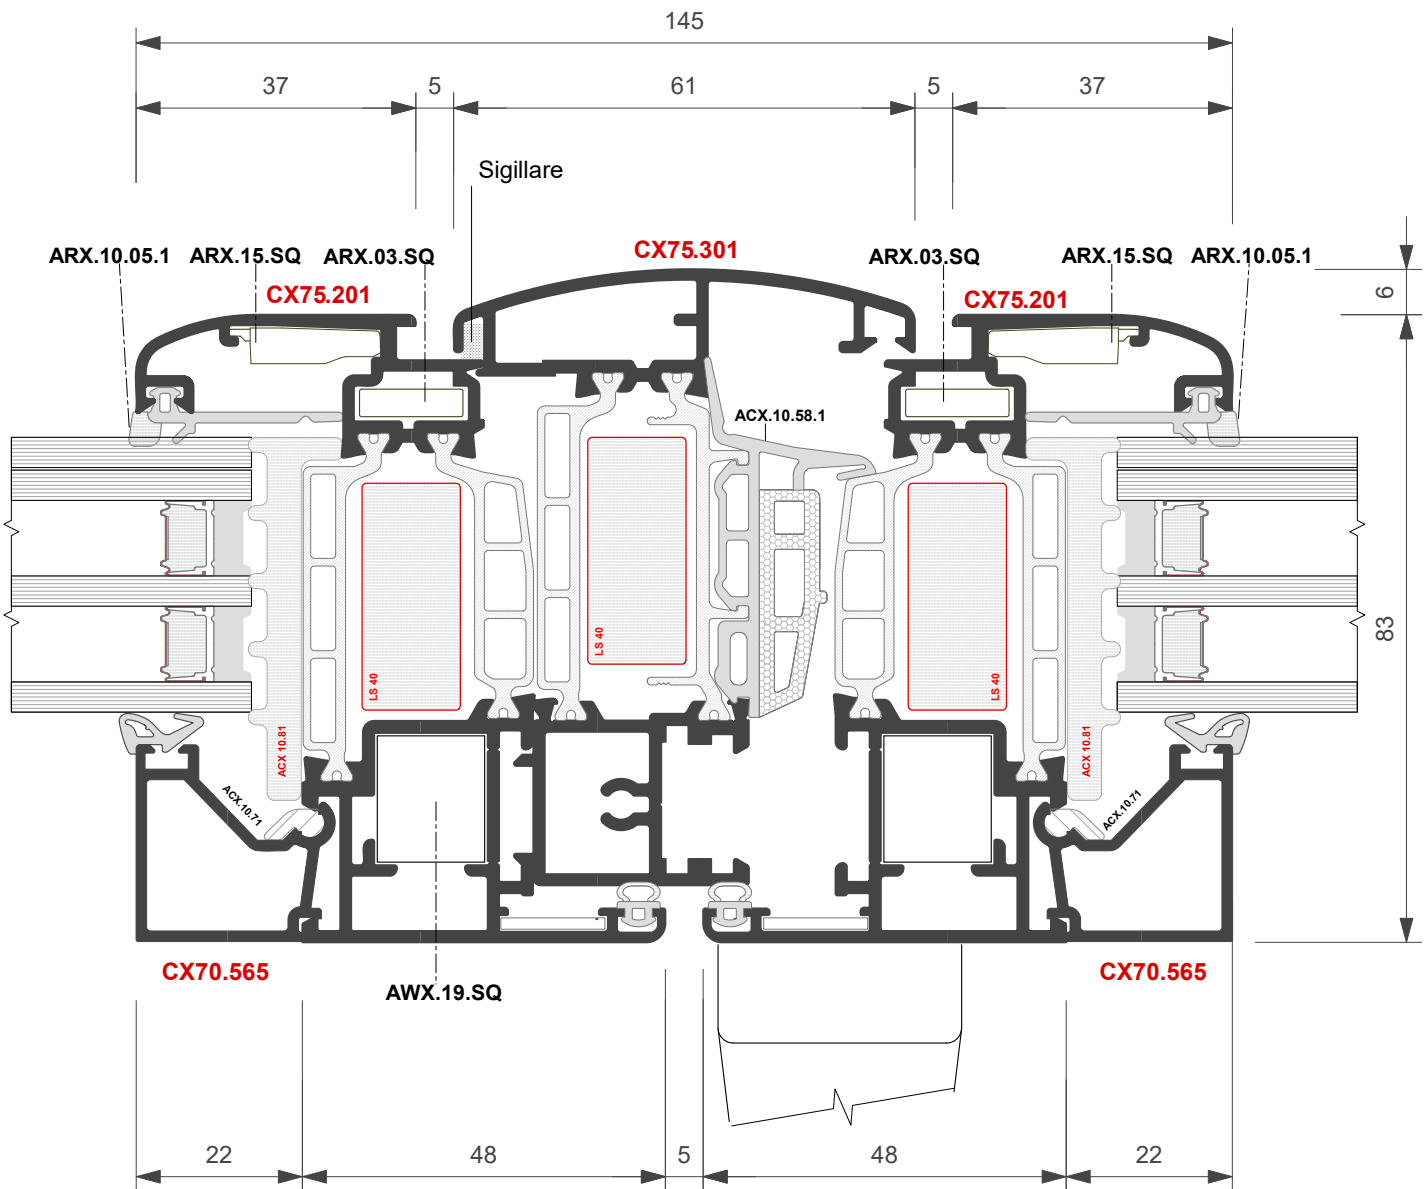 145
37 5 61 5 37
Sigillare
ARX.10.05.1 ARX.15.SQ ARX.03.SQ CX75.301 ARX.03.SQ ARX.15.SQ ARX.10.05.1
CX75.201 CX75.201
6
ACX.10.58.1
83
LS 40
LS 40 LS 40
ACX 10.81 ACX 10.81
ACX.10.71 ACX.10.71
CX70.565 CX70.565
AWX.19.SQ
22 48 5 48 22